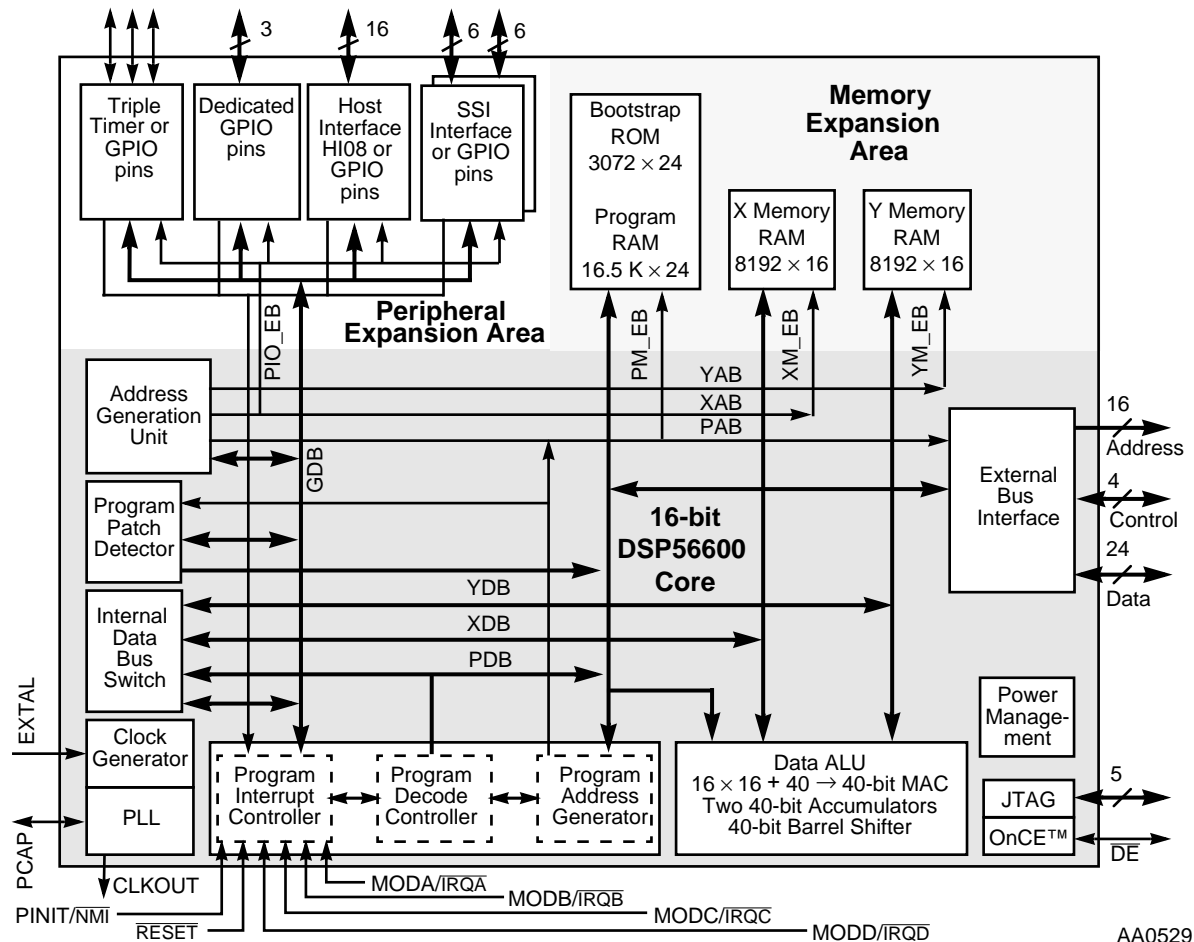 3
16
6
6
Triple
Timer or
GPIO
pins
Dedicated
GPIO
pins
Host
Interface
HI08 or
GPIO
pins
SSI
Interface
or GPIO
pins
Bootstrap
ROM
3072 × 24
Program
RAM
16.5 K × 24
Memory
Expansion
Area
X Memory
RAM
8192 × 16
Y Memory
RAM
8192 × 16
Peripheral
Expansion Area
PIO_EB
PM_EB
XM_EB
YM_EB
Address
Generation
Unit
YAB
XAB
PAB
GDB
External
Bus
Interface
16
Address
4
Control
24
Data
Program
Patch
Detector
16-bit
DSP56600
Core
YDB
XDB
PDB
Internal
Data
Bus
Switch
EXTAL
Clock
Generator
PLL
PCAP
CLKOUT
Program
Interrupt
Controller
Program
Decode
Controller
Program
Address
Generator
Data ALU
16 × 16 + 40 → 40-bit MAC
Two 40-bit Accumulators
40-bit Barrel Shifter
Power
Manage-
ment
JTAG
5
OnCE™
DE
MODA/IRQA
PINIT/NMI
MODB/IRQB
MODC/IRQC
RESET
MODD/IRQD
AA0529